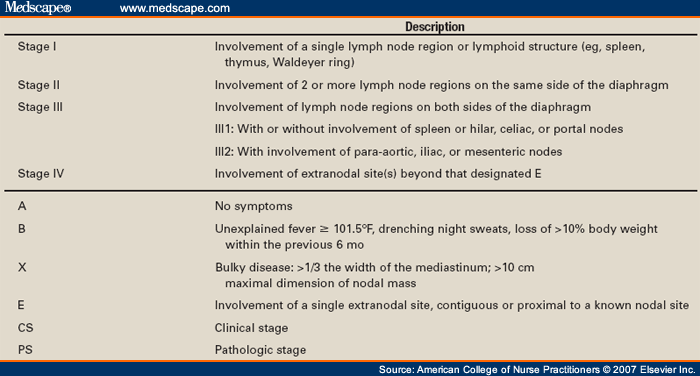 Medscape® www.medscape.com
Description
Stage I Involvement of a single lymph node region or lymphoid structure (eg, spleen,
thymus, Waldeyer ring)
Stage II Involvement of 2 or more lymph node regions on the same side of the diaphragm
Stage III Involvement of lymph node regions on both sides of the diaphragm
III1: With or without involvement of spleen or hilar, celiac, or portal nodes
III2: With involvement of para-aortic, iliac, or mesenteric nodes
Stage IV Involvement of extranodal site(s) beyond that designated E
A No symptoms
B Unexplained fever ≥ 101.5°F, drenching night sweats, loss of >10% body weight
within the previous 6 mo
X Bulky disease: >1/3 the width of the mediastinum; >10 cm
maximal dimension of nodal mass
E Involvement of a single extranodal site, contiguous or proximal to a known nodal site
CS Clinical stage
PS Pathologic stage
Source: American College of Nurse Practitioners © 2007 Elsevier Inc.